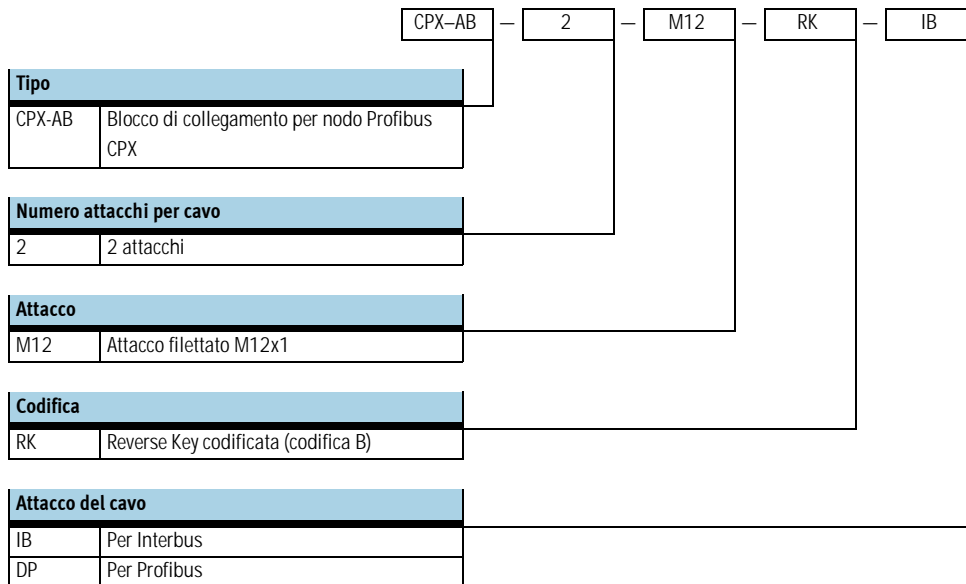 CPX–AB — 2 — M12 — RK — IB
Tipo
CPX-AB Blocco di collegamento per nodo Profibus
CPX
Numero attacchi per cavo
2 2 attacchi
Attacco
M12 Attacco filettato M12x1
Codifica
RK Reverse Key codificata (codifica B)
Attacco del cavo
IB Per Interbus
DP Per Profibus